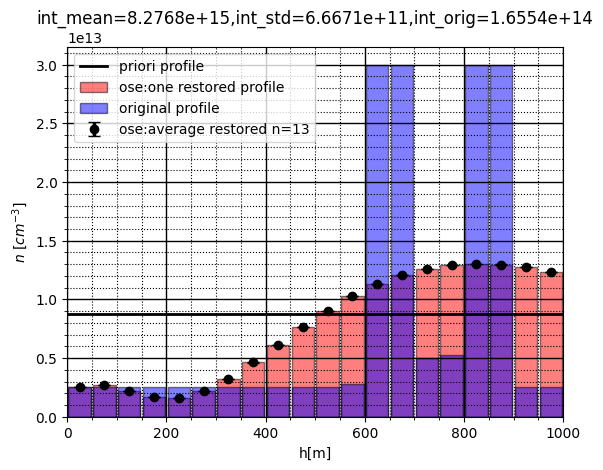 int_mean=8.2768e+15,int_std=6.6671e+11,int_orig=1.6554e+14
1e13
priori profile
ose:one restored profile
original profile
ose:average restored n=13
3.0
2.5
2.0
1.5
1.0
0.5
0.0
n [cm⁻³]
0 200 400 600 800 1000
h[m]